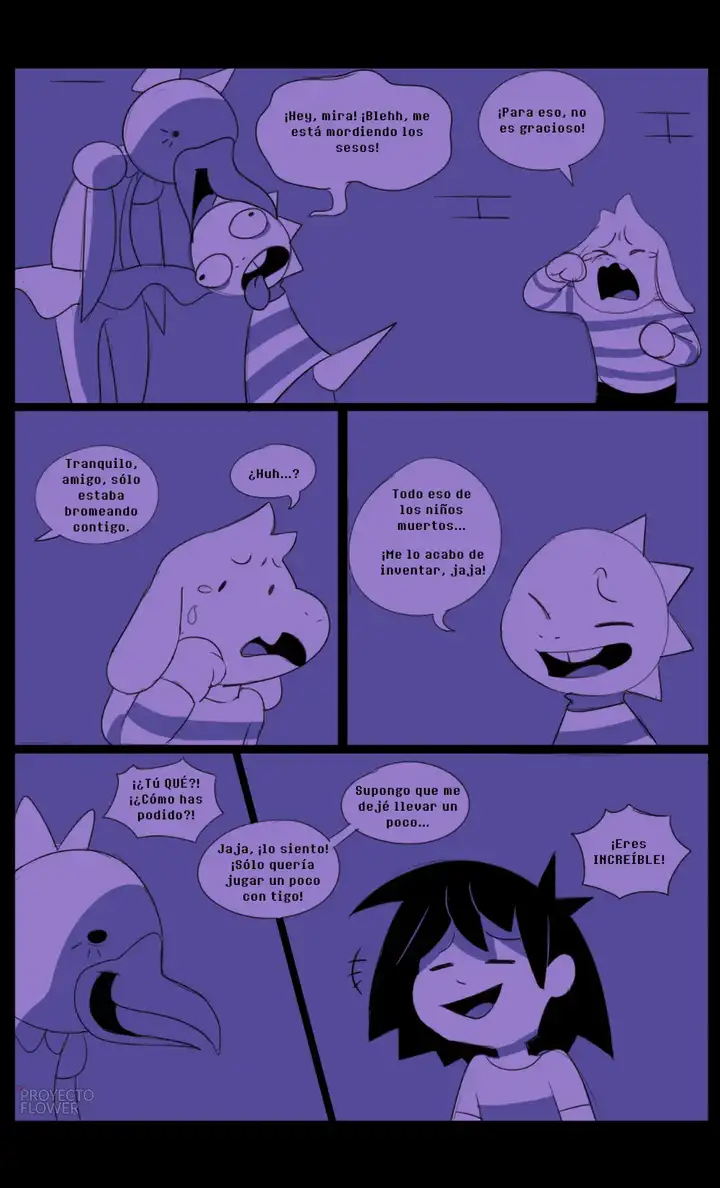 ¡Hey, mira! ¡Blehh, me
está mordiendo los
sesos!
¡Para eso, no
es gracioso!
Tranquilo,
amigo, sólo
estaba
bromeando
contigo.
¿Huh...?
Todo eso de
los niños
muertos...
¡Me lo acabo de
inventar, jaja!
¡¿Tú QUÉ?!
¡¿Cómo has
podido?!
Supongo que me
dejé llevar un
poco...
Jaja, ¡lo siento!
¡Sólo quería
jugar un poco
con tigo!
¡Eres
INCREÍBLE!
PROYECTO
FLOWER